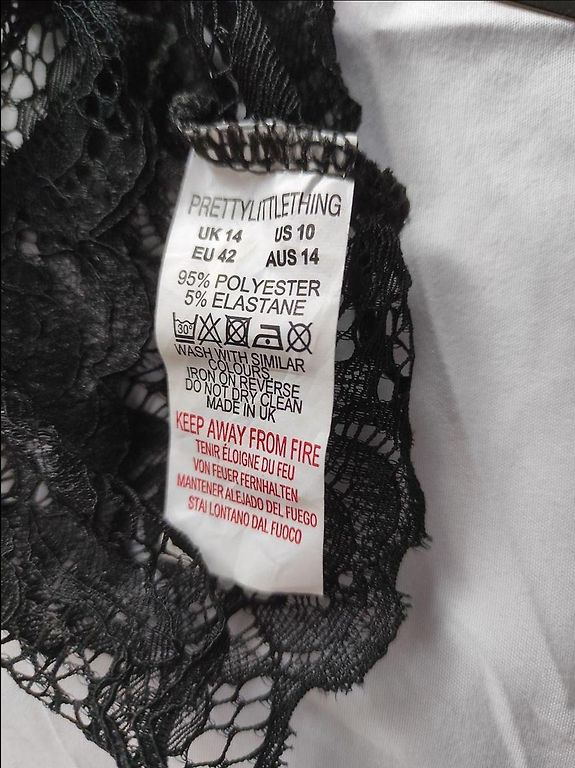 PRETTYLITTLETHING
UK 14 US 10
EU 42 AUS 14
95% POLYESTER
5% ELASTANE
30°
WASH WITH SIMILAR
COLOURS.
IRON ON REVERSE
DO NOT DRY CLEAN
MADE IN UK
KEEP AWAY FROM FIRE
TENIR ÉLOIGNE DU FEU
VON FEUER FERNHALTEN
MANTENER ALEJADO DEL FUEGO
STAI LONTANO DAL FUOCO